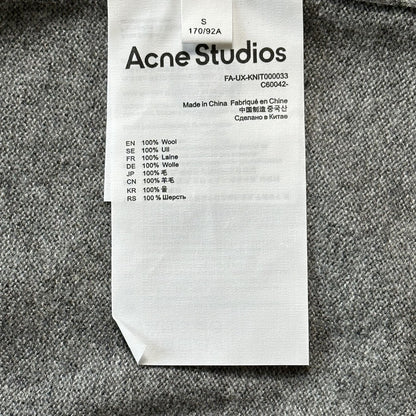 S
170/92A
Acne Studios
FA-UX-KNIT000033
C60042-
Made in China Fabriqué en Chine
中国制造 중국산
Сделано в Китае
EN 100% Wool
SE 100% Ull
FR 100% Laine
DE 100% Wolle
JP 100% 毛
CN 100% 羊毛
KR 100% 울
RS 100% Шерсть